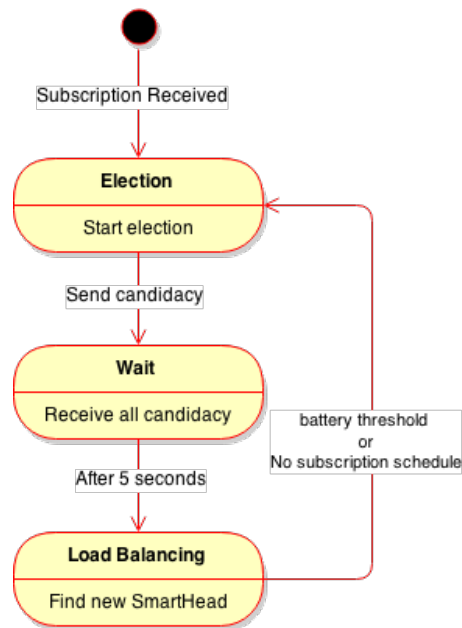 Subscription Received
Election
Start election
Send candidacy
Wait
Receive all candidacy
battery threshold
or
No subscription schedule
After 5 seconds
Load Balancing
Find new SmartHead